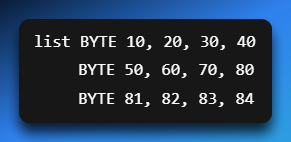 list BYTE 10, 20, 30, 40
BYTE 50, 60, 70, 80
BYTE 81, 82, 83, 84